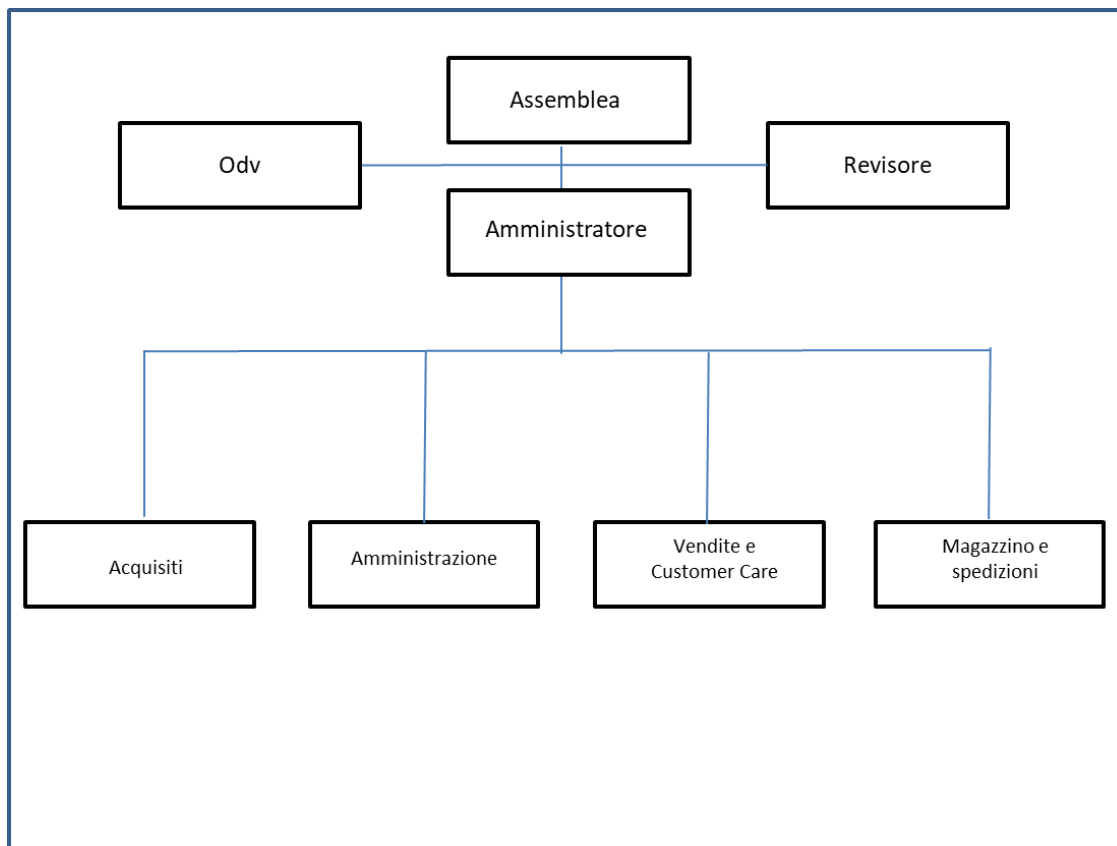 Assemblea
Odv
Revisore
Amministratore
Acquisiti
Amministrazione
Vendite e
Customer Care
Magazzino e
spedizioni